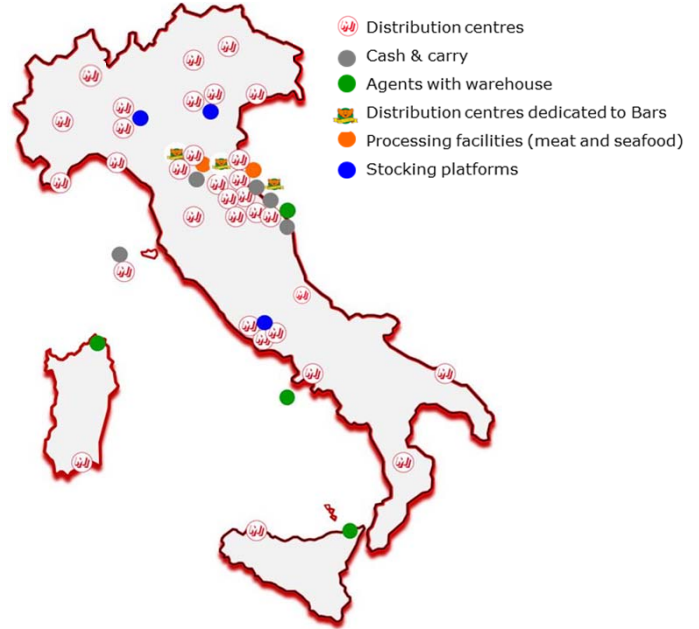 Distribution centres
Cash & carry
Agents with warehouse
Distribution centres dedicated to Bars
Processing facilities (meat and seafood)
Stocking platforms